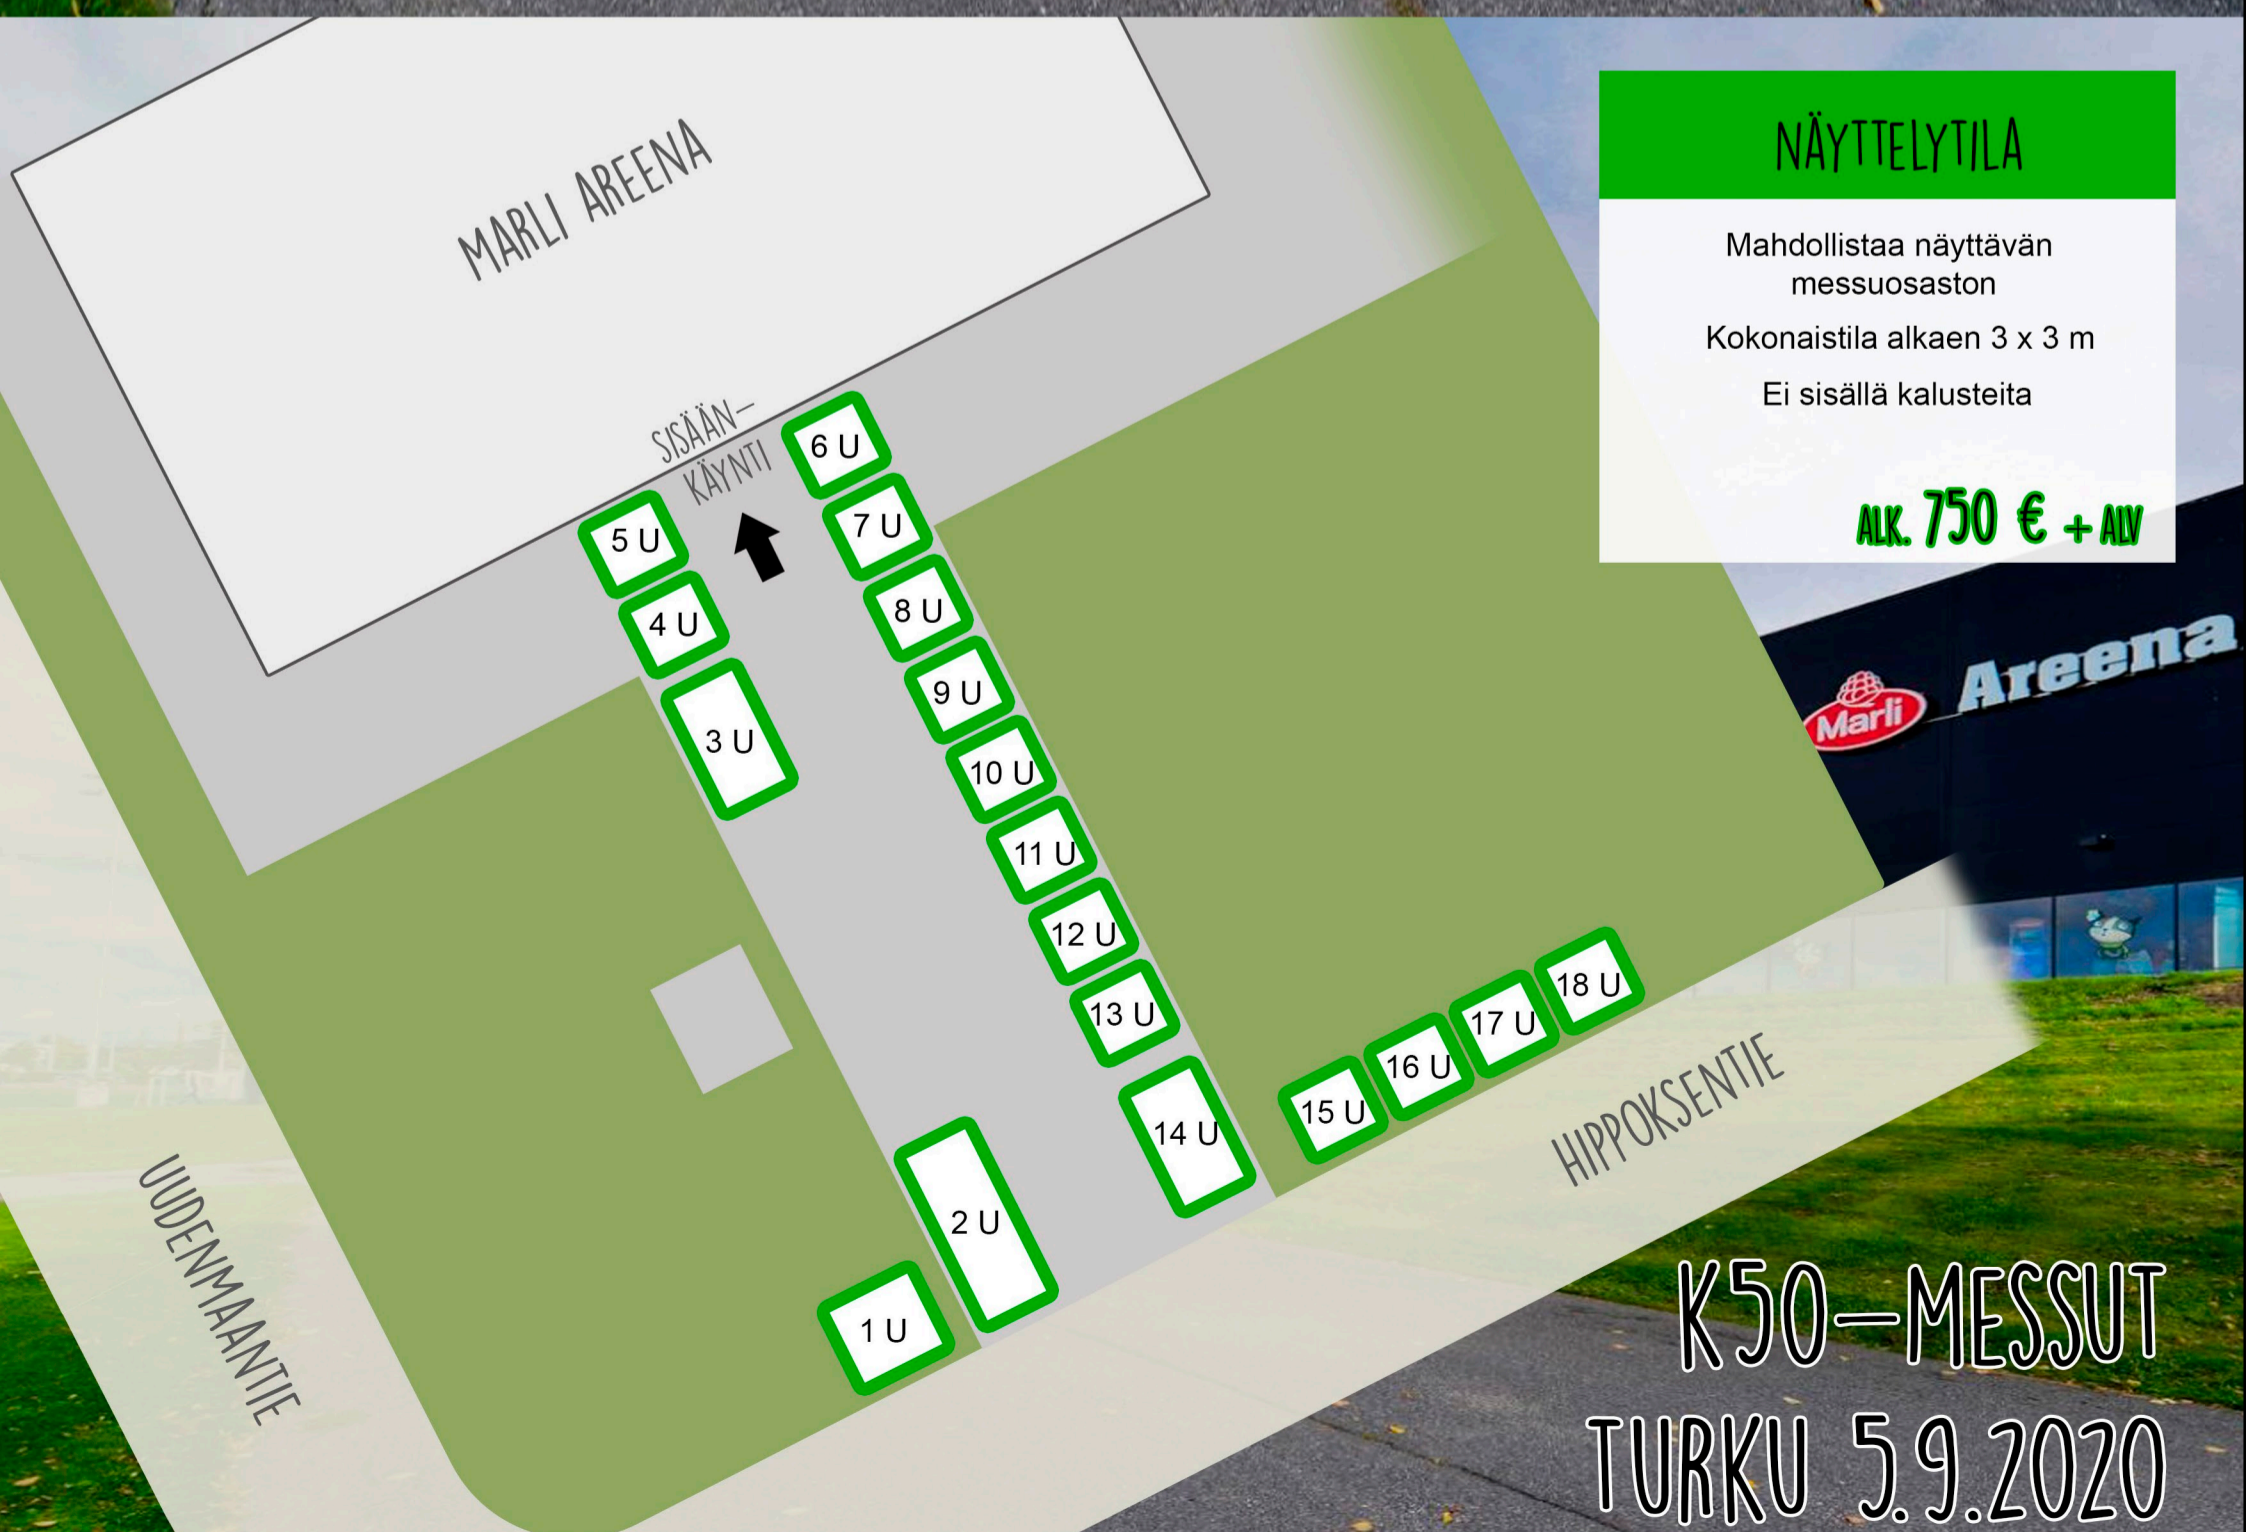 MARLI AREENA
SISÄÄN-
KÄYNTI
NÄYTTELYTILA
Mahdollistaa näyttävän
messuosaston
Kokonaistila alkaen 3 x 3 m
Ei sisällä kalusteita
ALK. 750 € + ALV
6 U
5 U
7 U
4 U
8 U
9 U
3 U
10 U
11 U
12 U
13 U
14 U
2 U
1 U
15 U
16 U
17 U
18 U
Marli Areena
UUDENMAANTIE
HIPPOKSENTIE
K50-MESSUT
TURKU 5.9.2020